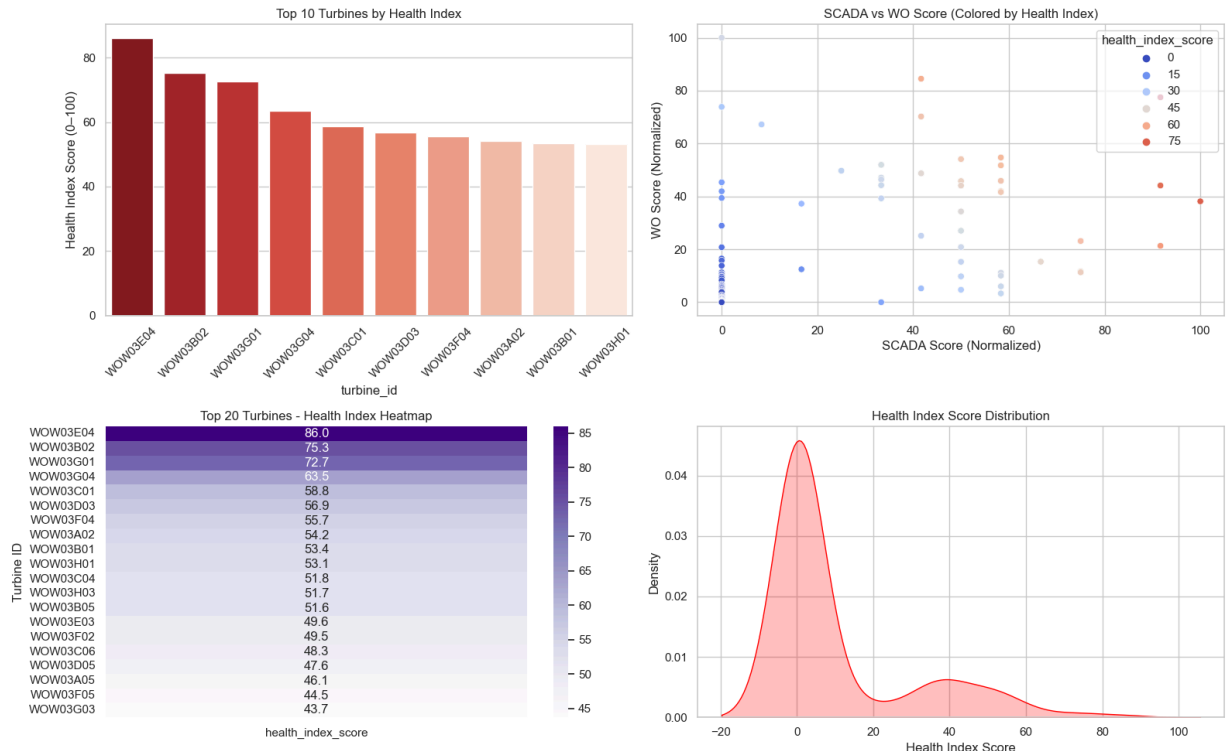 Top 10 Turbines by Health Index
Health Index Score (0–100)
80
60
40
20
0
WOW03E04
WOW03B02
WOW03G01
WOW03G04
WOW03C01
WOW03D03
WOW03F04
WOW03A02
WOW03B01
WOW03H01
turbine_id
SCADA vs WO Score (Colored by Health Index)
WO Score (Normalized)
100
80
60
40
20
0
health_index_score
0
15
30
45
60
75
0 20 40 60 80 100
SCADA Score (Normalized)
Top 20 Turbines - Health Index Heatmap
Turbine ID
WOW03E04 86.0
WOW03B02 75.3
WOW03G01 72.7
WOW03G04 63.5
WOW03C01 58.8
WOW03D03 56.9
WOW03F04 55.7
WOW03A02 54.2
WOW03B01 53.4
WOW03H01 53.1
WOW03C04 51.8
WOW03H03 51.7
WOW03B05 51.6
WOW03E03 49.6
WOW03F02 49.5
WOW03C06 48.3
WOW03D05 47.6
WOW03A05 46.1
WOW03F05 44.5
WOW03G03 43.7
health_index_score
85
80
75
70
65
60
55
50
45
Health Index Score Distribution
Density
0.04
0.03
0.02
0.01
0.00
−20 0 20 40 60 80 100
Health Index Score